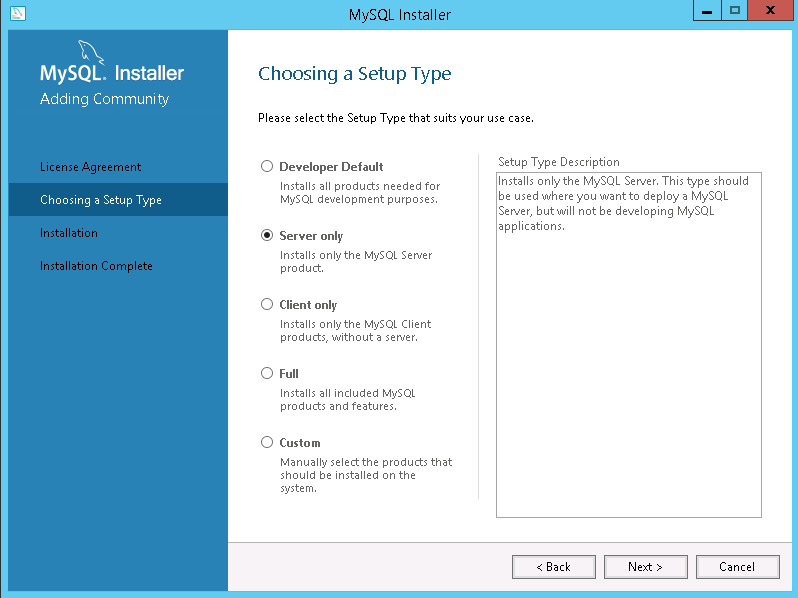 MySQL Installer
MySQL. Installer
Adding Community
License Agreement
Choosing a Setup Type
Installation
Installation Complete
Choosing a Setup Type
Please select the Setup Type that suits your use case.
Developer Default
Installs all products needed for
MySQL development purposes.
Server only
Installs only the MySQL Server
product.
Client only
Installs only the MySQL Client
products, without a server.
Full
Installs all included MySQL
products and features.
Custom
Manually select the products that
should be installed on the
system.
Setup Type Description
Installs only the MySQL Server. This type should
be used where you want to deploy a MySQL
Server, but will not be developing MySQL
applications.
< Back
Next >
Cancel